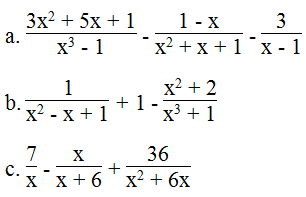 a. (3x² + 5x + 1)/(x³ - 1) - (1 - x)/(x² + x + 1) - 3/(x - 1)
b. 1/(x² - x + 1) + 1 - (x² + 2)/(x³ + 1)
c. 7/x - x/(x + 6) + 36/(x² + 6x)